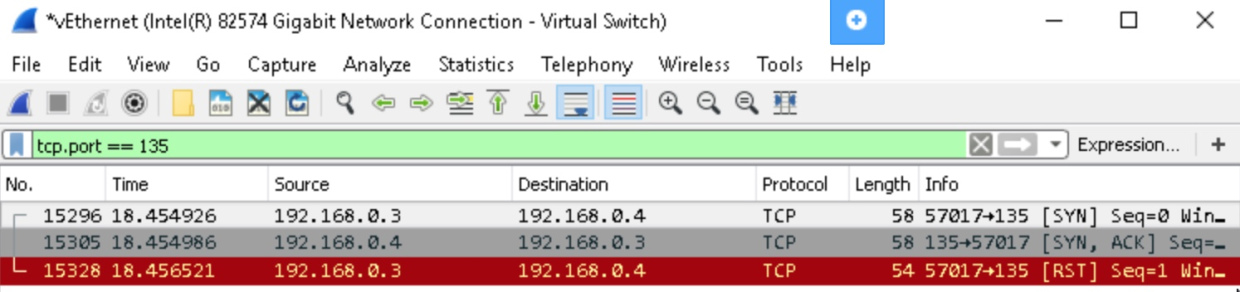 *vEthernet (Intel(R) 82574 Gigabit Network Connection - Virtual Switch)
File Edit View Go Capture Analyze Statistics Telephony Wireless Tools Help
tcp.port == 135 Expression... +
No. Time Source Destination Protocol Length Info
15296 18.454926 192.168.0.3 192.168.0.4 TCP 58 57017→135 [SYN] Seq=0 Win…
15305 18.454986 192.168.0.4 192.168.0.3 TCP 58 135→57017 [SYN, ACK] Seq=…
15328 18.456521 192.168.0.3 192.168.0.4 TCP 54 57017→135 [RST] Seq=1 Win…